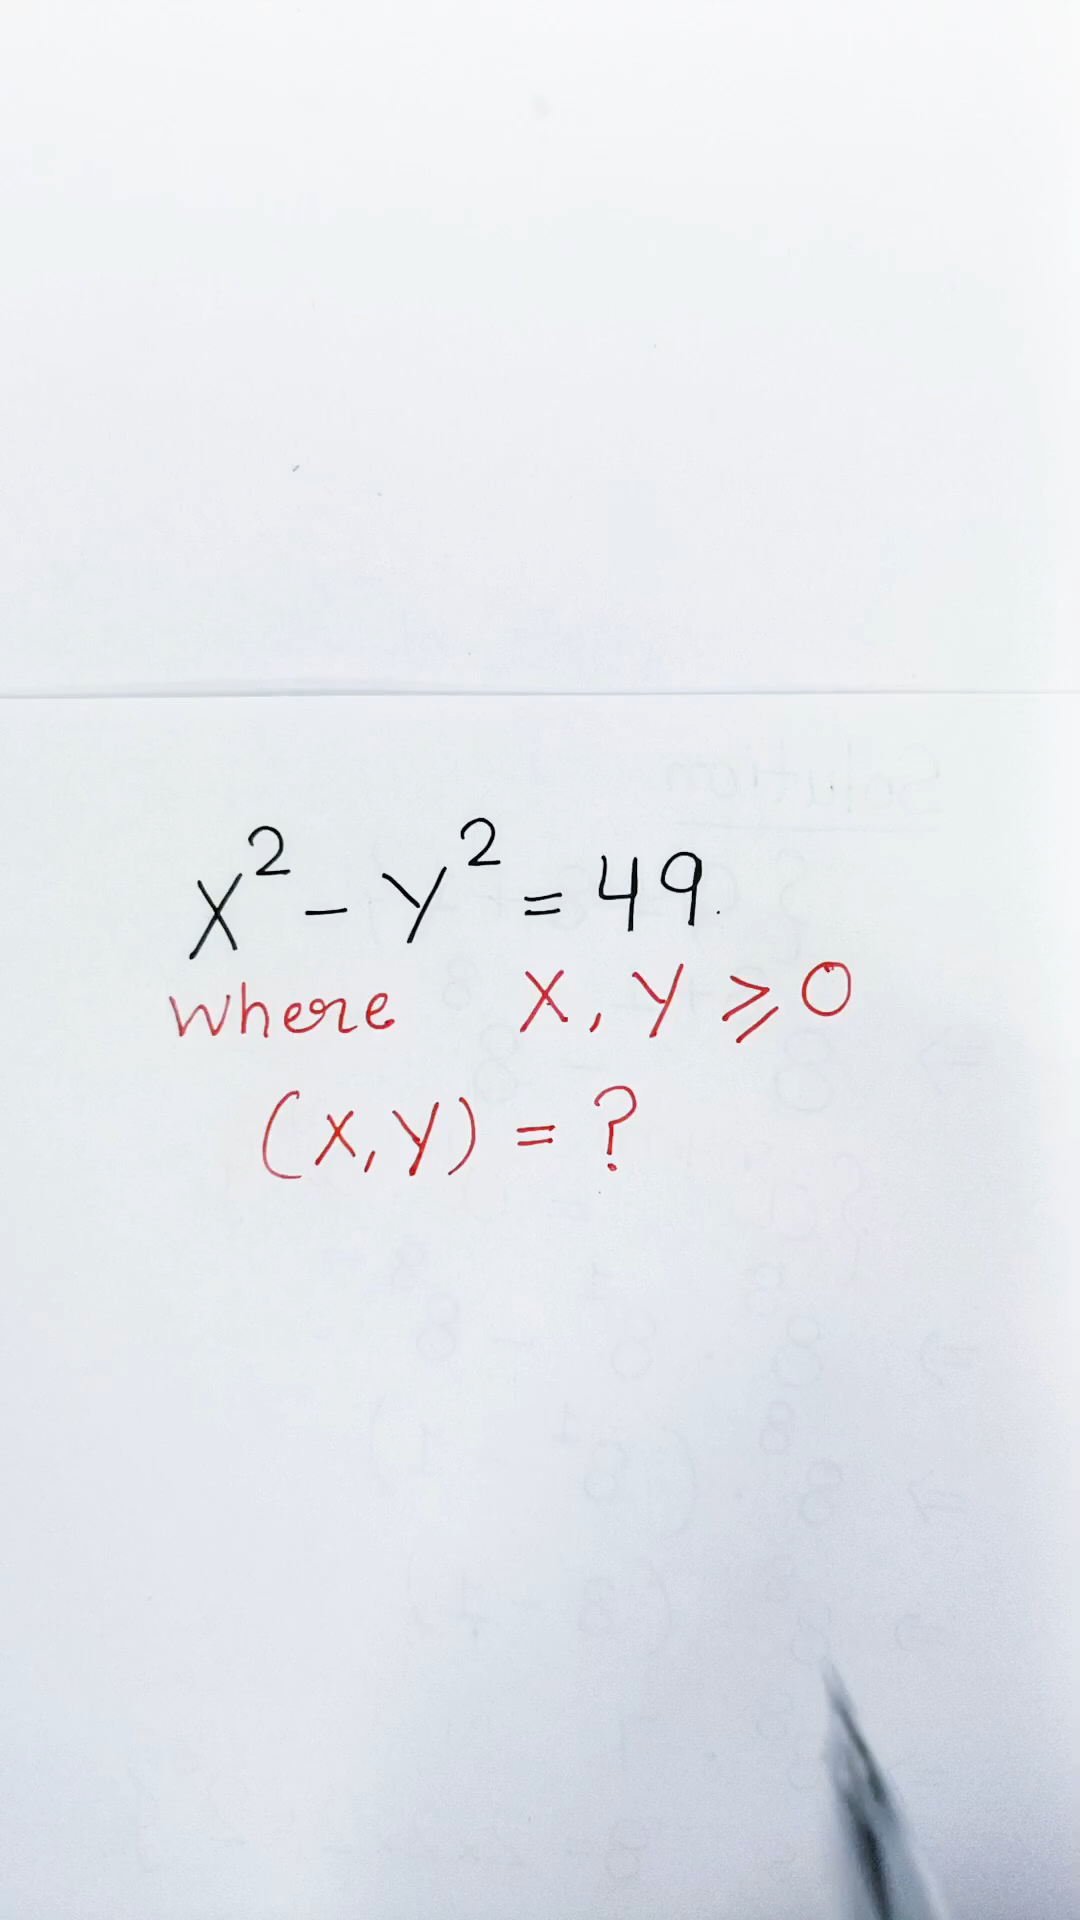 x² - y² = 49.
where x, y ⩾ 0
(x, y) = ?